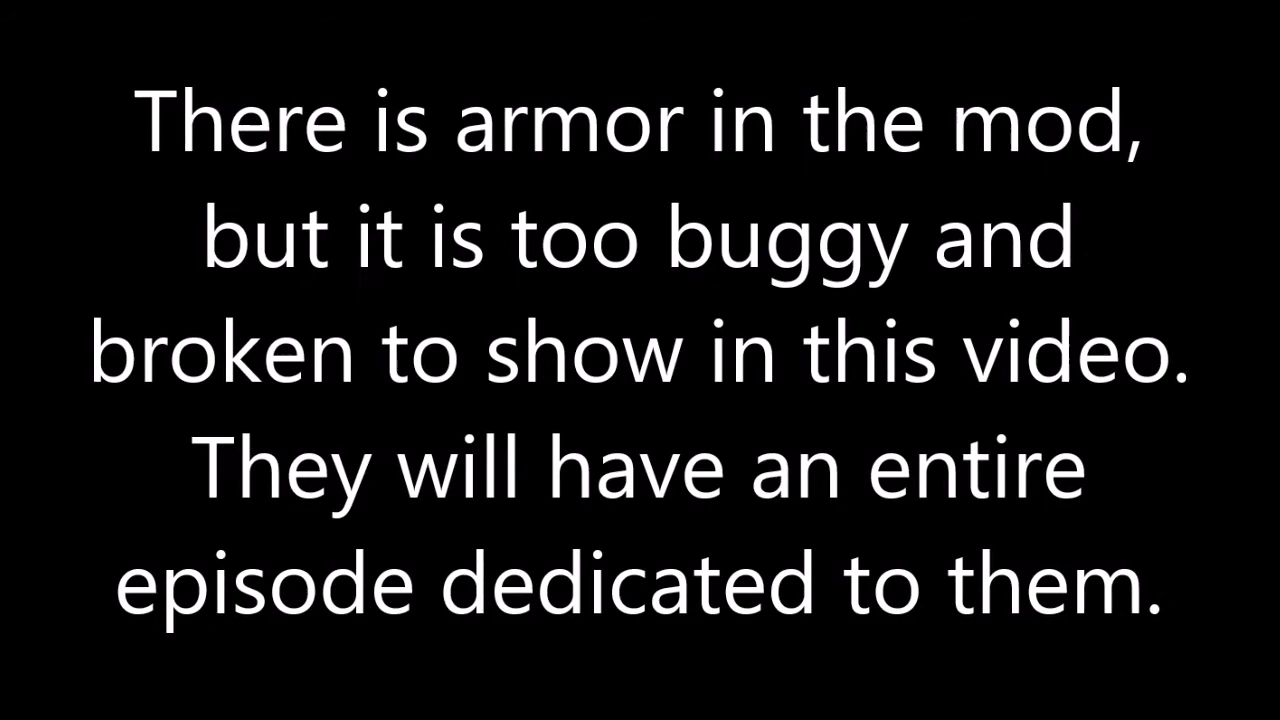 There is armor in the mod,
but it is too buggy and
broken to show in this video.
They will have an entire
episode dedicated to them.